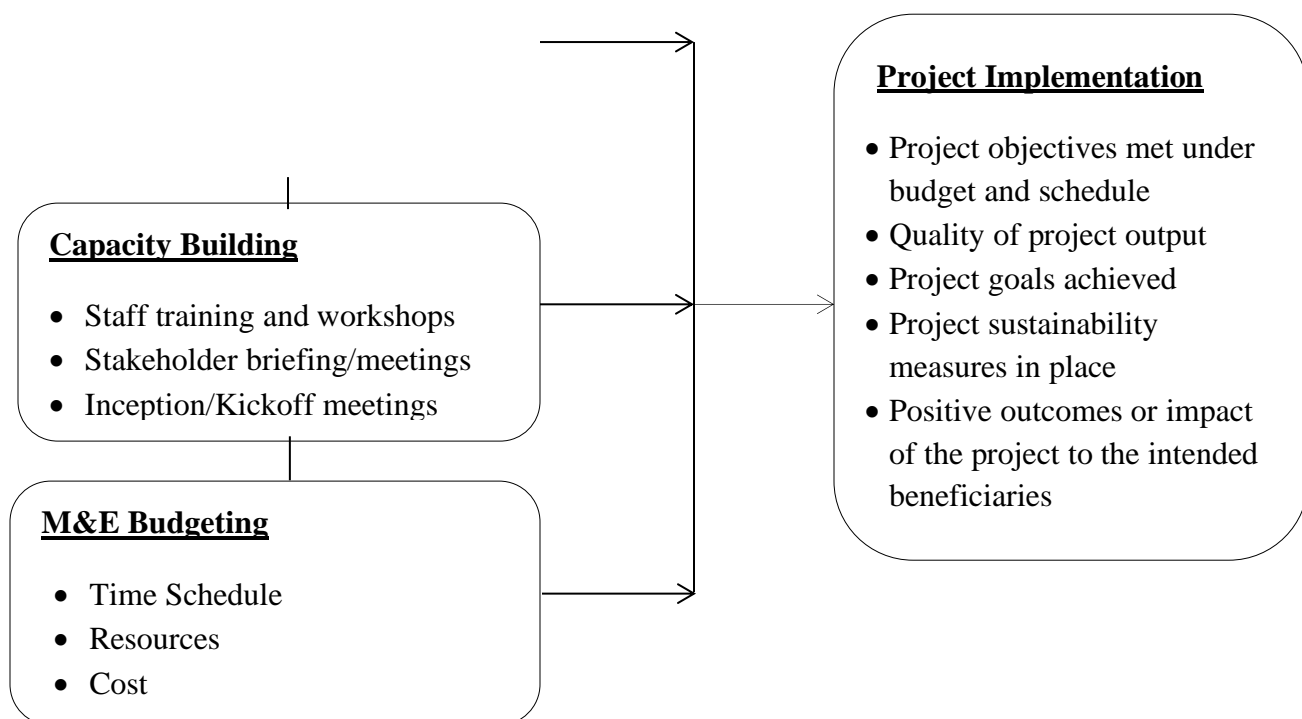 Capacity Building
• Staff training and workshops
• Stakeholder briefing/meetings
• Inception/Kickoff meetings
M&E Budgeting
• Time Schedule
• Resources
• Cost
Project Implementation
• Project objectives met under
budget and schedule
• Quality of project output
• Project goals achieved
• Project sustainability
measures in place
• Positive outcomes or impact
of the project to the intended
beneficiaries